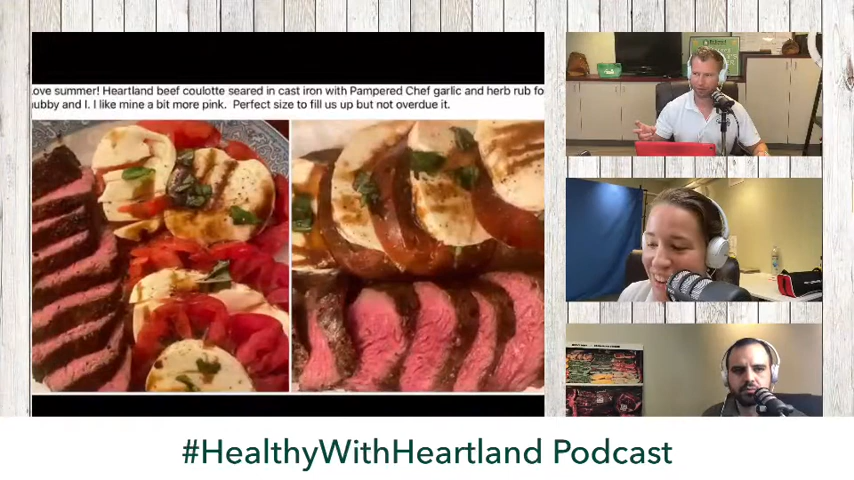 Love summer! Heartland beef coulotte seared in cast iron with Pampered Chef garlic and herb rub fo
ubby and I. I like mine a bit more pink. Perfect size to fill us up but not overdue it.
#HealthyWithHeartland Podcast